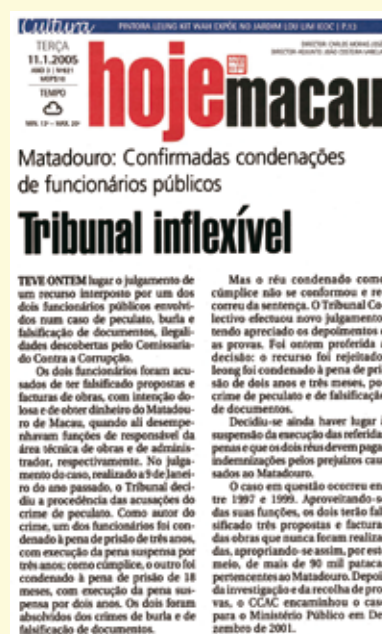 Cultura
PINTORA LEUNG KIT WAH EXPÕE NO JARDIM LOU LIM IEOC | P.13
TERÇA
11.1.2005
MOP$10
TEMPO
hojemacau
Matadouro: Confirmadas condenações
de funcionários públicos
Tribunal inflexível
TEVE ONTEM lugar o julgamento de
um recurso interposto por um dos
dois funcionários públicos envolvi-
dos num caso de peculato, burla e
falsificação de documentos, ilegali-
dades descobertas pelo Comissaria-
do Contra a Corrupção.
Os dois funcionários foram acu-
sados de ter falsificado propostas e
facturas de obras, com intenção do-
losa e de obter dinheiro do Matadou-
ro de Macau, quando ali desempe-
nhavam funções de responsável da
área técnica de obras e de adminis-
trador, respectivamente. No julga-
mento do caso, realizado a 9 de Janei-
ro do ano passado, o Tribunal deci-
diu a procedência das acusações do
crime de peculato. Como autor do
crime, um dos funcionários foi con-
denado à pena de prisão de três anos,
com execução da pena suspensa por
três anos; como cúmplice, o outro foi
condenado à pena de prisão de 18
meses, com execução da pena sus-
pensa por dois anos. Os dois foram
absolvidos dos crimes de burla e de
falsificação de documentos.
Mas o réu condenado como
cúmplice não se conformou e re
correu da sentença. O Tribunal Co
lectivo efectuou novo julgamento
tendo apreciado os depoimentos
as provas. Foi ontem proferida
decisão: o recurso foi rejeitado
Ieong foi condenado à pena de pri
são de dois anos e três meses, po
crime de peculato e de falsificação
de documentos.
Decidiu-se ainda haver lugar
suspensão da execução das referida
penas e que os dois réus devem paga
indemnizações pelos prejuízos cau
sados ao Matadouro.
O caso em questão ocorreu en
tre 1997 e 1999. Aproveitando-s
das suas funções, os dois terão fal
sificado três propostas e factura
das obras que nunca foram realiza
das, apropriando-se assim, por est
meio, de mais de 90 mil pataca
pertencentes ao Matadouro. Depoi
da investigação e da recolha de pro
vas, o CCAC encaminhou o caso
para o Ministério Público em De
zembro de 2001.